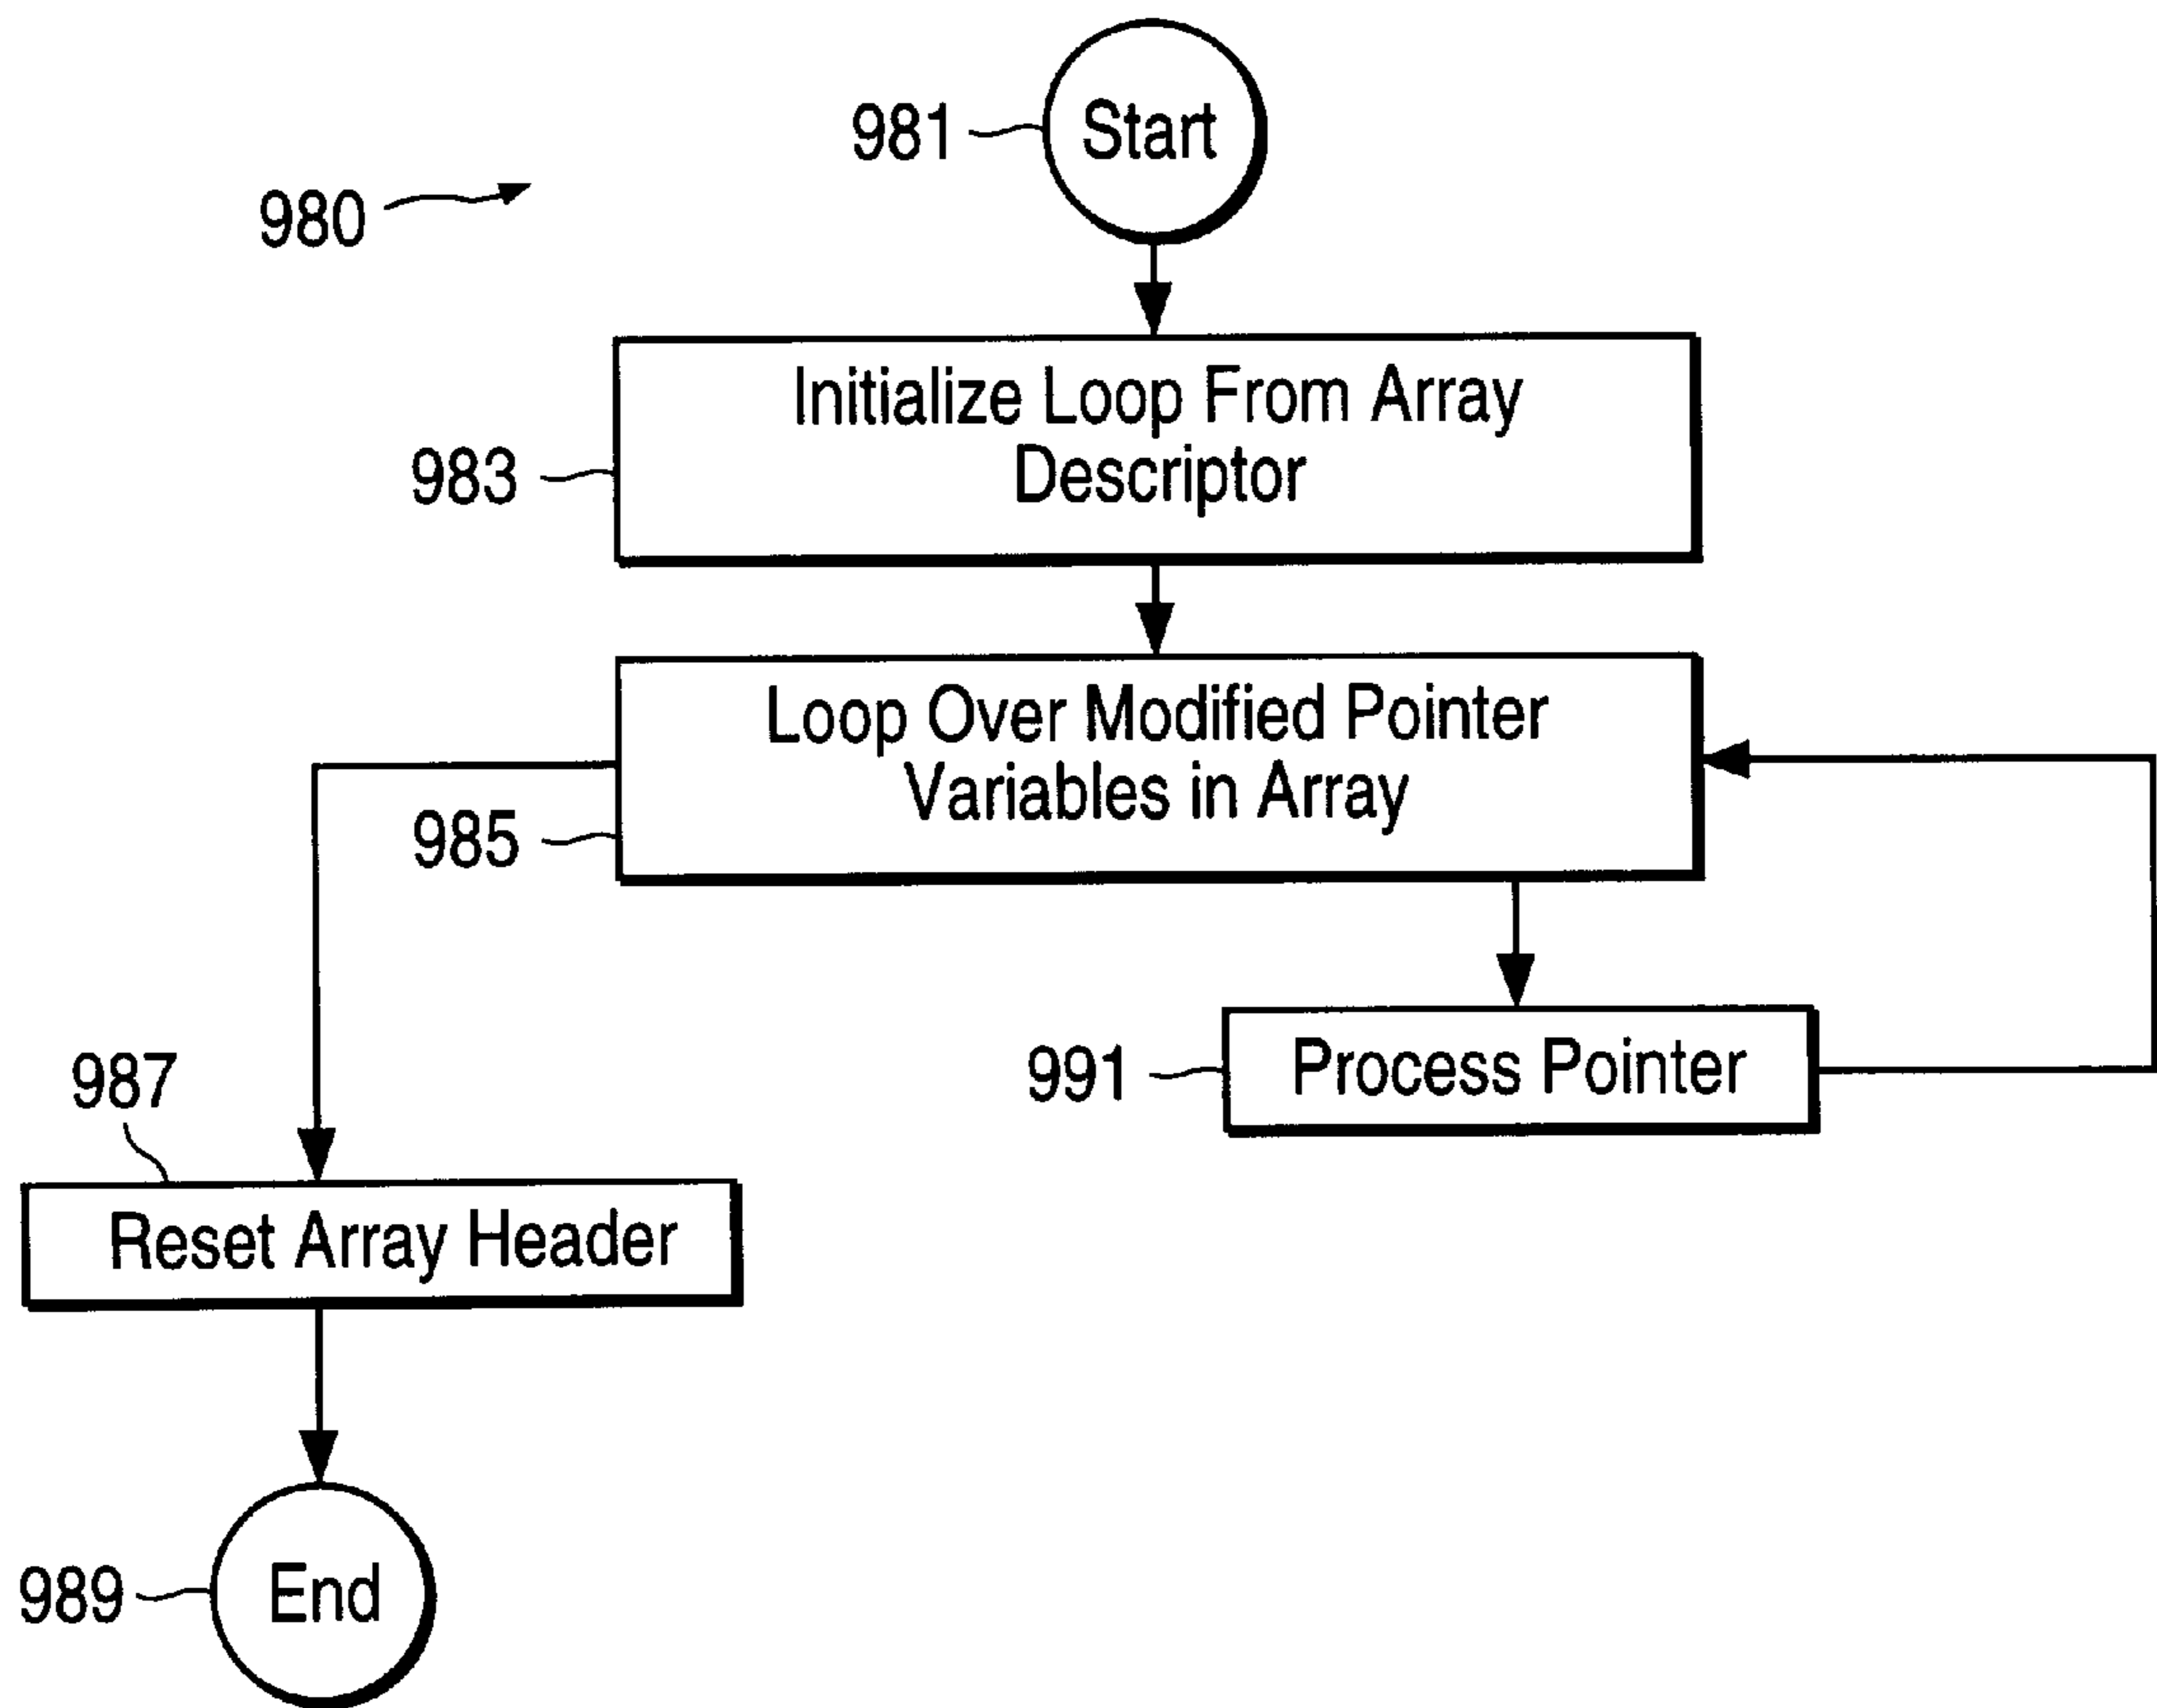 981
Start
980
Initialize Loop From Array
Descriptor
983
Loop Over Modified Pointer
Variables in Array
985
991
Process Pointer
987
Reset Array Header
989
End